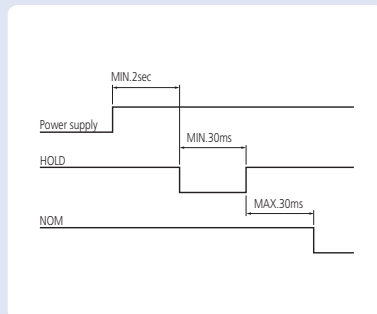 MIN.2sec
Power supply
MIN.30ms
HOLD
MAX.30ms
NOM